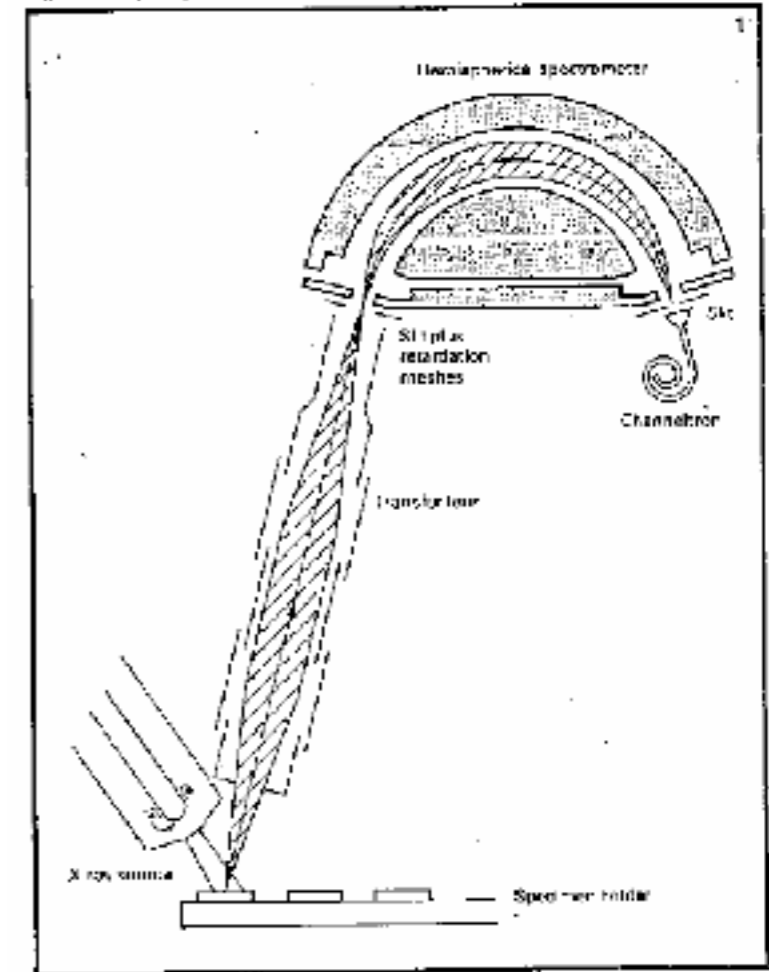 1
Hemispherical spectrometer
Slit
Slit plus
retardation
meshes
Channeltron
Transfer lens
X-ray source
Specimen holder